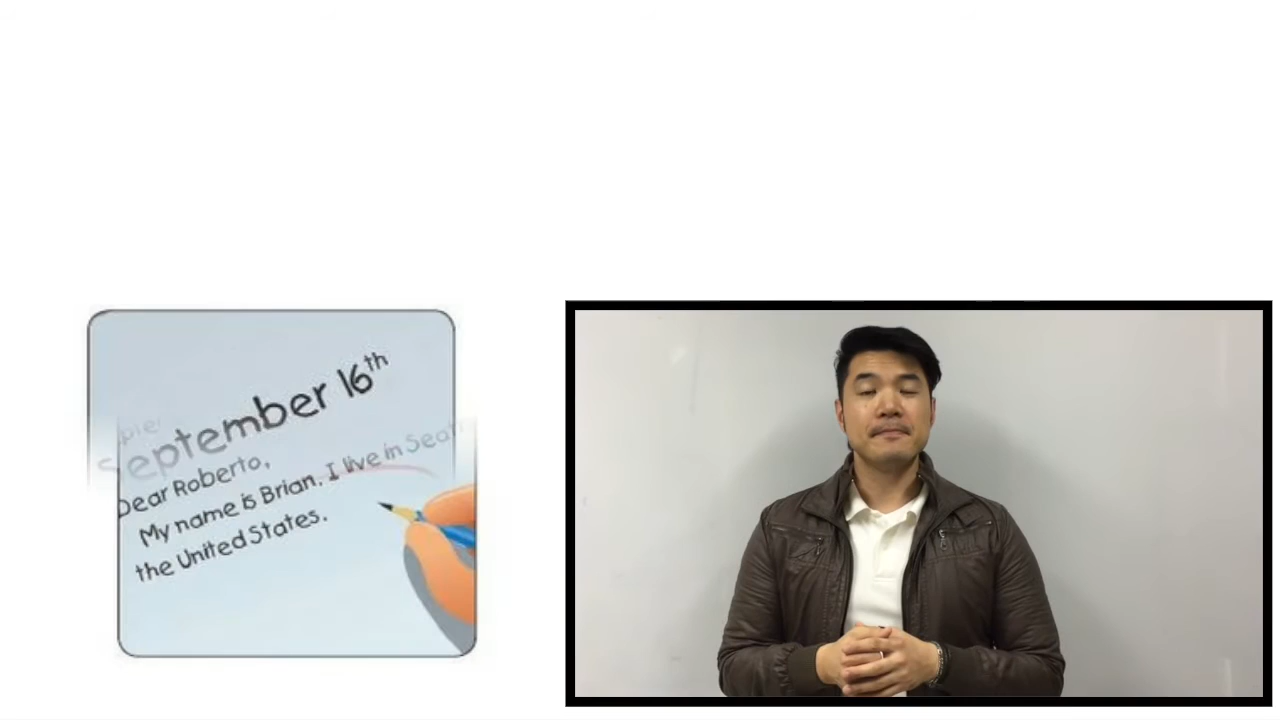 September 16th
Dear Roberto,
My name is Brian. I live in
the United States.